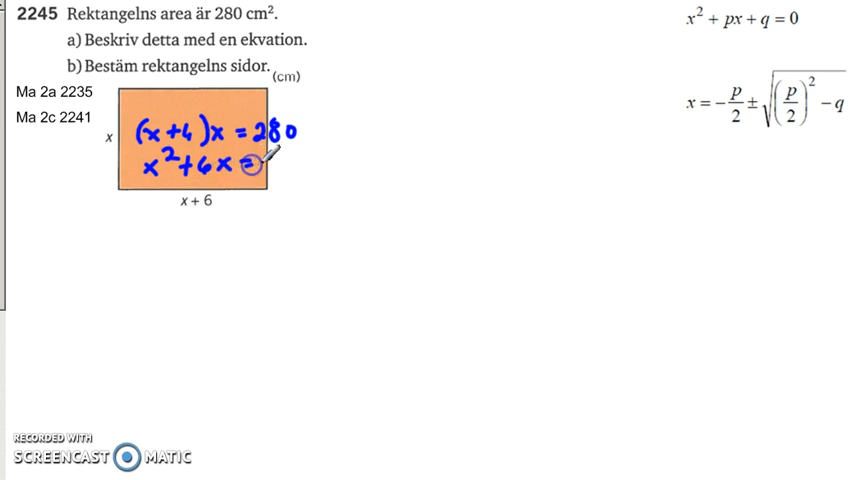 2245 Rektangelns area är 280 cm².
a) Beskriv detta med en ekvation.
b) Bestäm rektangelns sidor.
(cm)
Ma 2a 2235
Ma 2c 2241
x
(x+4)x = 280
x²+6x =
x + 6
x² + px + q = 0
x = -p/2 ± √((p/2)² - q)
RECORDED WITH
SCREENCAST MATIC